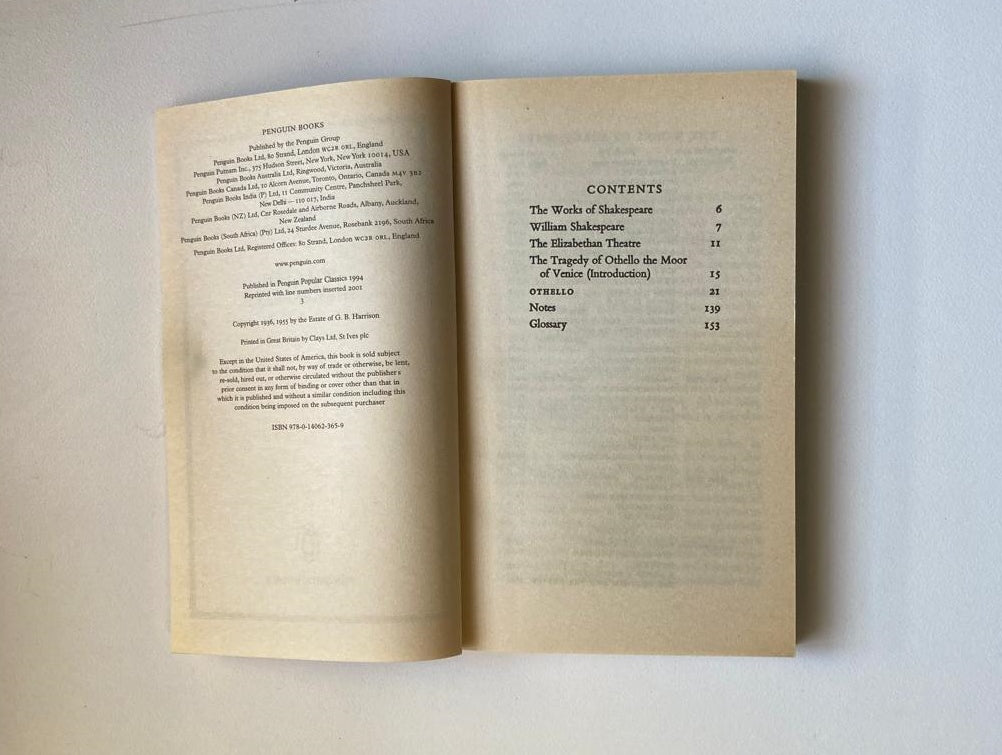 PENGUIN BOOKS
Published by the Penguin Group
Penguin Books Ltd, 80 Strand, London WC2R 0RL, England
Penguin Putnam Inc., 375 Hudson Street, New York, New York 10014, USA
Penguin Books Australia Ltd, Ringwood, Victoria, Australia
Penguin Books Canada Ltd, 10 Alcorn Avenue, Toronto, Ontario, Canada M4V 3B2
Penguin Books India (P) Ltd, 11 Community Centre, Panchsheel Park,
New Delhi – 110 017, India
Penguin Books (NZ) Ltd, Cnr Rosedale and Airborne Roads, Albany, Auckland,
New Zealand
Penguin Books (South Africa) (Pty) Ltd, 24 Sturdee Avenue, Rosebank 2196, South Africa
Penguin Books Ltd, Registered Offices: 80 Strand, London WC2R 0RL, England
www.penguin.com
Published in Penguin Popular Classics 1994
Reprinted with line numbers inserted 2001
3
Copyright 1936, 1955 by the Estate of G. B. Harrison
Printed in Great Britain by Clays Ltd, St Ives plc
Except in the United States of America, this book is sold subject
to the condition that it shall not, by way of trade or otherwise, be lent,
re-sold, hired out, or otherwise circulated without the publisher's
prior consent in any form of binding or cover other than that in
which it is published and without a similar condition including this
condition being imposed on the subsequent purchaser
ISBN 978-0-14062-365-9
CONTENTS
The Works of Shakespeare 6
William Shakespeare 7
The Elizabethan Theatre 11
The Tragedy of Othello the Moor
of Venice (Introduction) 15
OTHELLO 21
Notes 139
Glossary 153